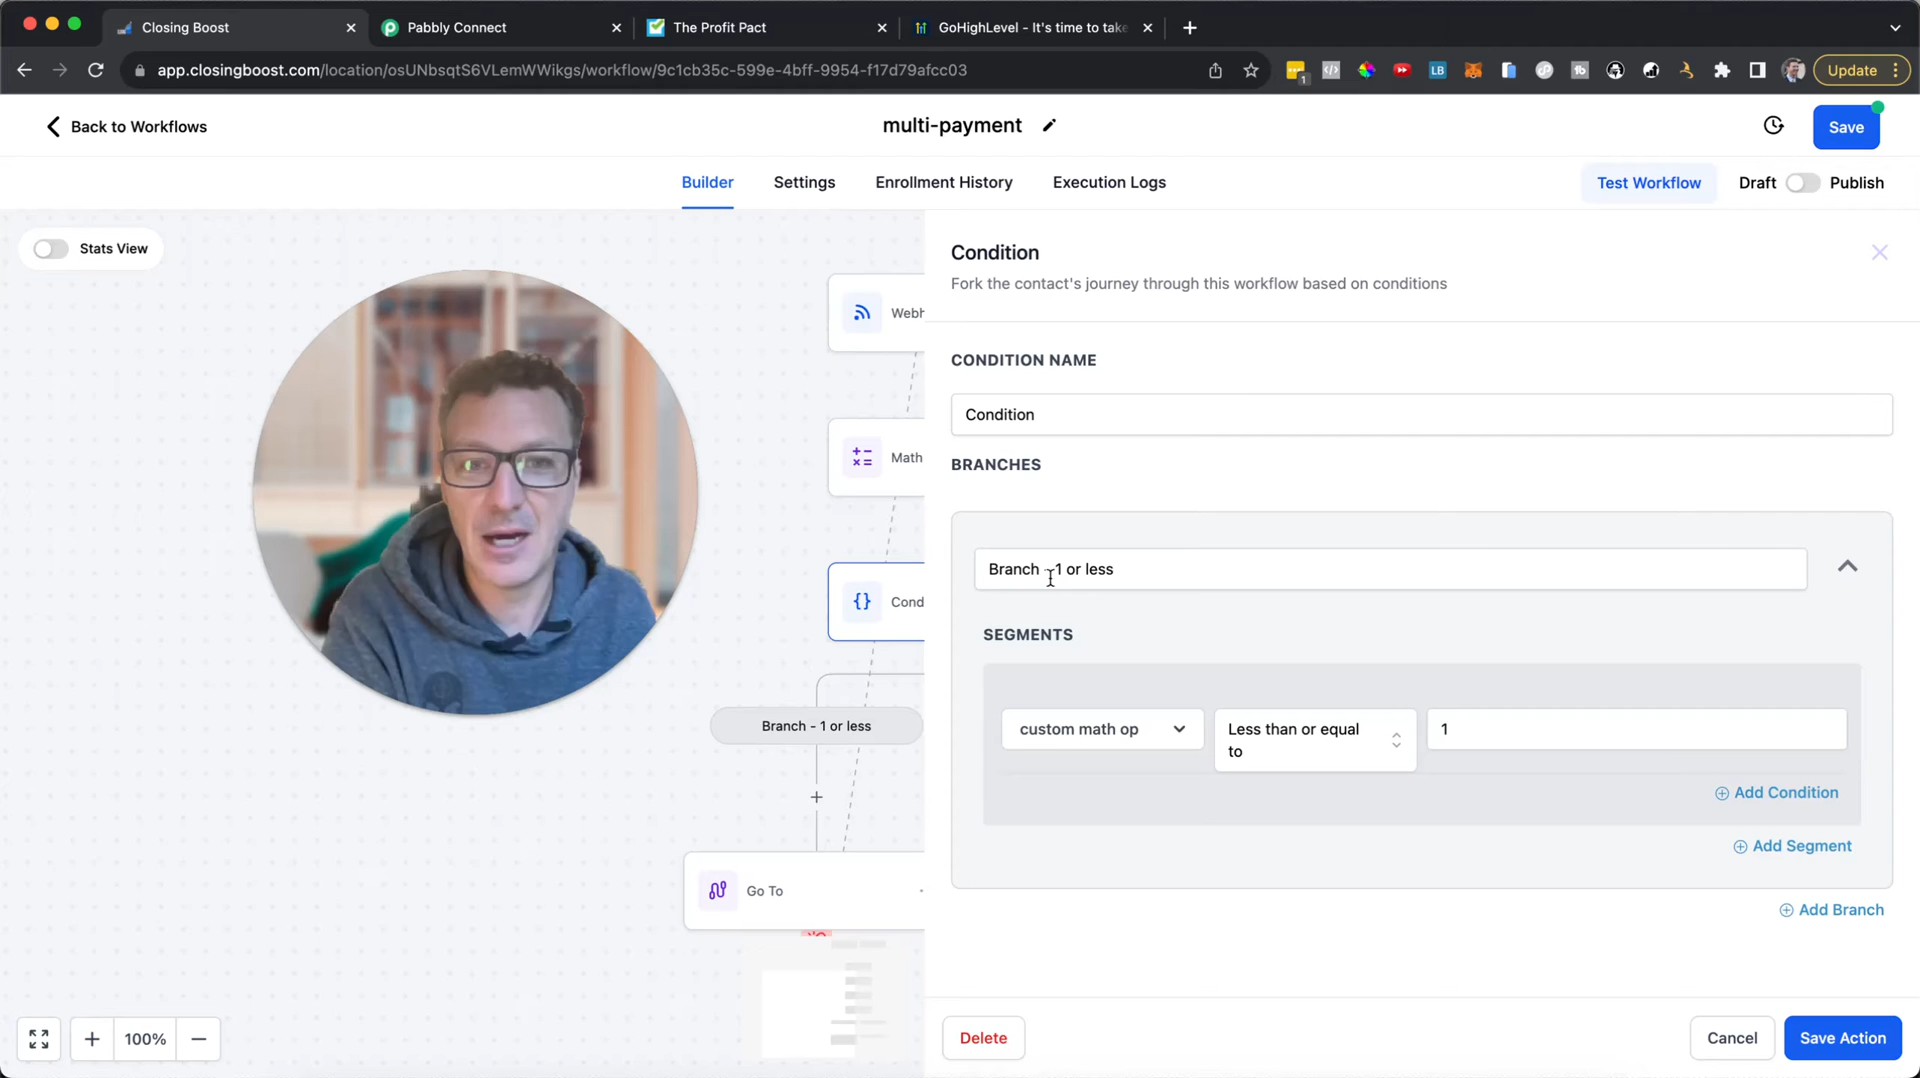 Closing Boost
Pabbly Connect
The Profit Pact
GoHighLevel - It's time to take
app.closingboost.com/location/osUNbsqtS6VLemWWikgs/workflow/9c1cb35c-599e-4bff-9954-f17d79afcc03
1
LB
Update
Back to Workflows
multi-payment
Save
Builder
Settings
Enrollment History
Execution Logs
Test Workflow
Draft
Publish
Stats View
Webh
Math
Cond
Branch - 1 or less
Go To
100%
Condition
Fork the contact's journey through this workflow based on conditions
CONDITION NAME
Condition
BRANCHES
Branch - 1 or less
SEGMENTS
custom math op
Less than or equal
to
1
Add Condition
Add Segment
Add Branch
Delete
Cancel
Save Action